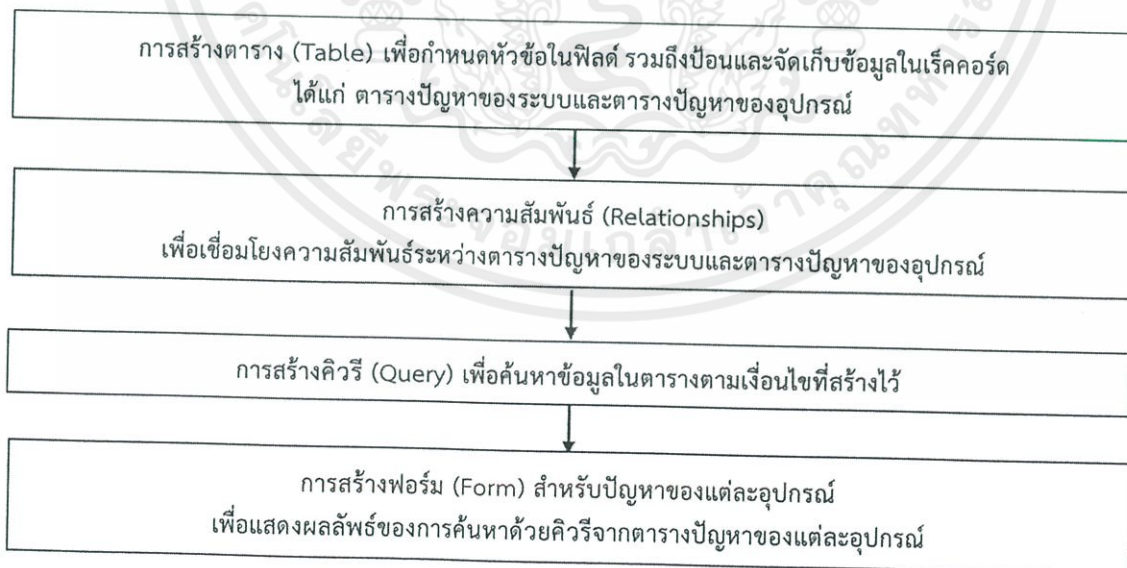 การสร้างตาราง (Table) เพื่อกำหนดหัวข้อในฟิลด์ รวมถึงป้อนและจัดเก็บข้อมูลในเร็คคอร์ด
ได้แก่ ตารางปัญหาของระบบและตารางปัญหาของอุปกรณ์
การสร้างความสัมพันธ์ (Relationships)
เพื่อเชื่อมโยงความสัมพันธ์ระหว่างตารางปัญหาของระบบและตารางปัญหาของอุปกรณ์
การสร้างคิวรี (Query) เพื่อค้นหาข้อมูลในตารางตามเงื่อนไขที่สร้างไว้
การสร้างฟอร์ม (Form) สำหรับปัญหาของแต่ละอุปกรณ์
เพื่อแสดงผลลัพธ์ของการค้นหาด้วยคิวรีจากตารางปัญหาของแต่ละอุปกรณ์